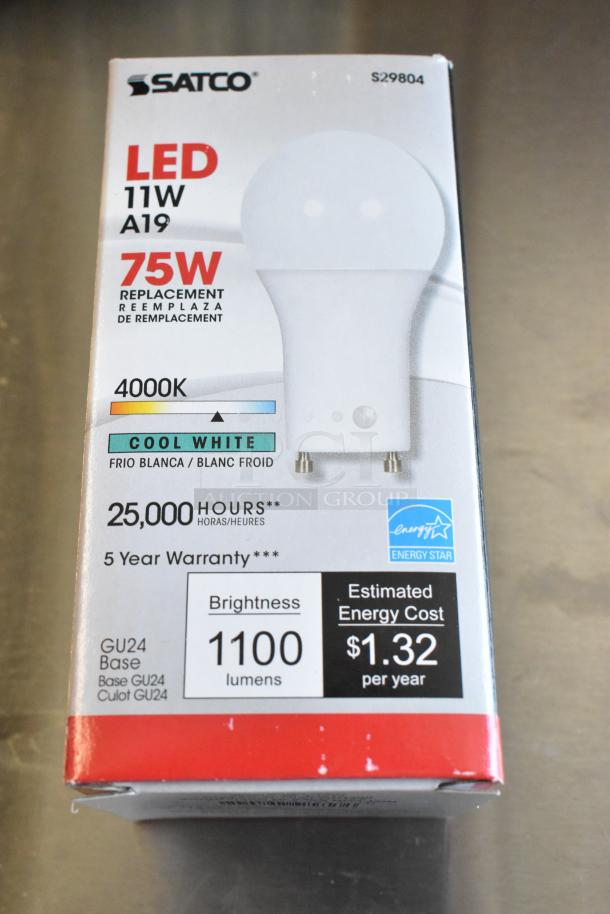 SATCO®
S29804
LED
11W
A19
75W
REPLACEMENT
REEMPLAZA
DE REMPLACEMENT
4000K
COOL WHITE
FRIO BLANCA / BLANC FROID
pci
AUCTION GROUP
25,000 HOURS**
HORAS/HEURES
energy
ENERGY STAR
5 Year Warranty***
Brightness
1100
lumens
Estimated
Energy Cost
$1.32
per year
GU24
Base
Base GU24
Culot GU24